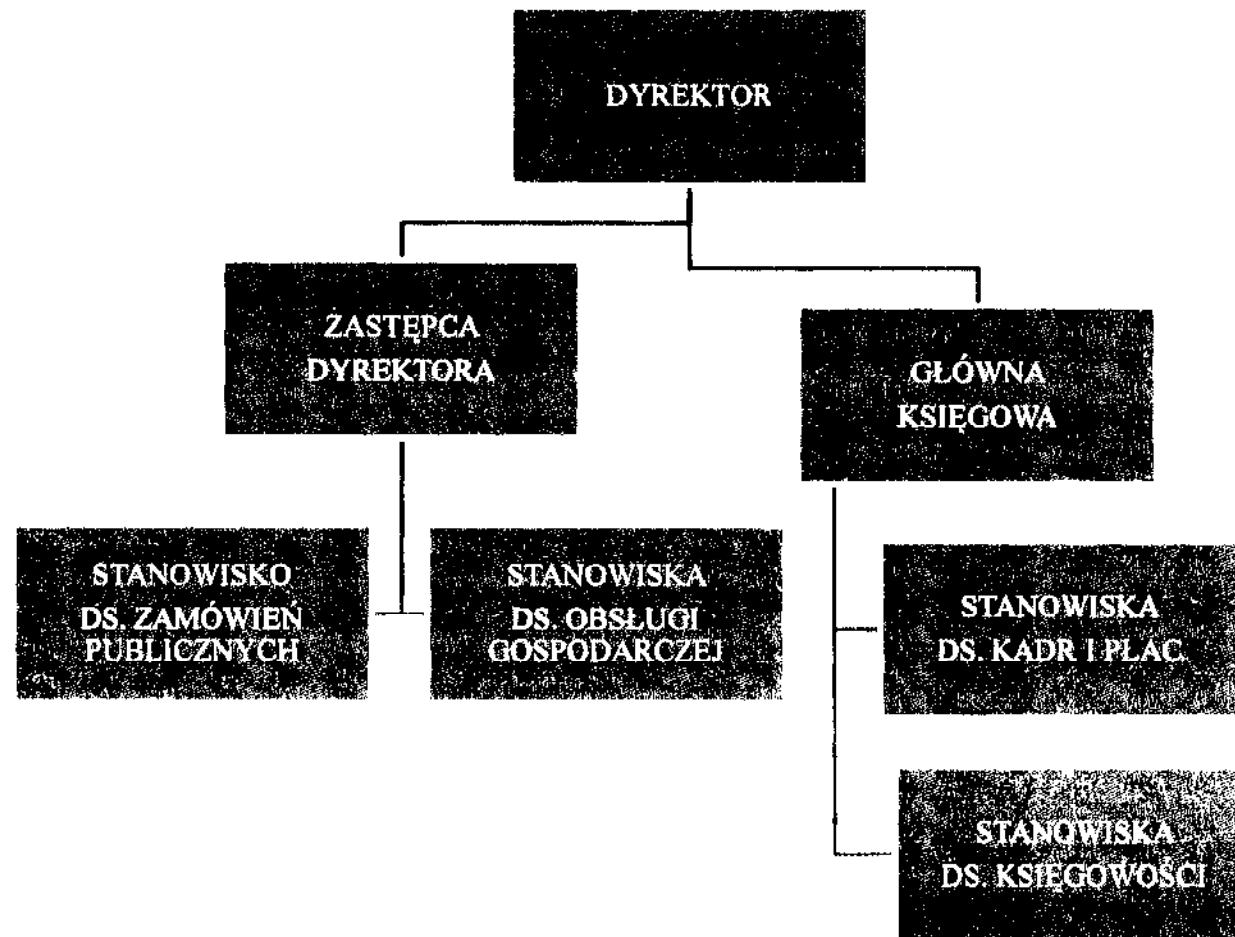 DYREKTOR
ZASTĘPCA
DYREKTORA
GŁÓWNA
KSIĘGOWA
STANOWISKO
DS. ZAMÓWIEŃ
PUBLICZNYCH
STANOWISKA
DS. OBSŁUGI
GOSPODARCZEJ
STANOWISKA
DS. KADR I PŁAC
STANOWISKA
DS. KSIĘGOWOŚCI